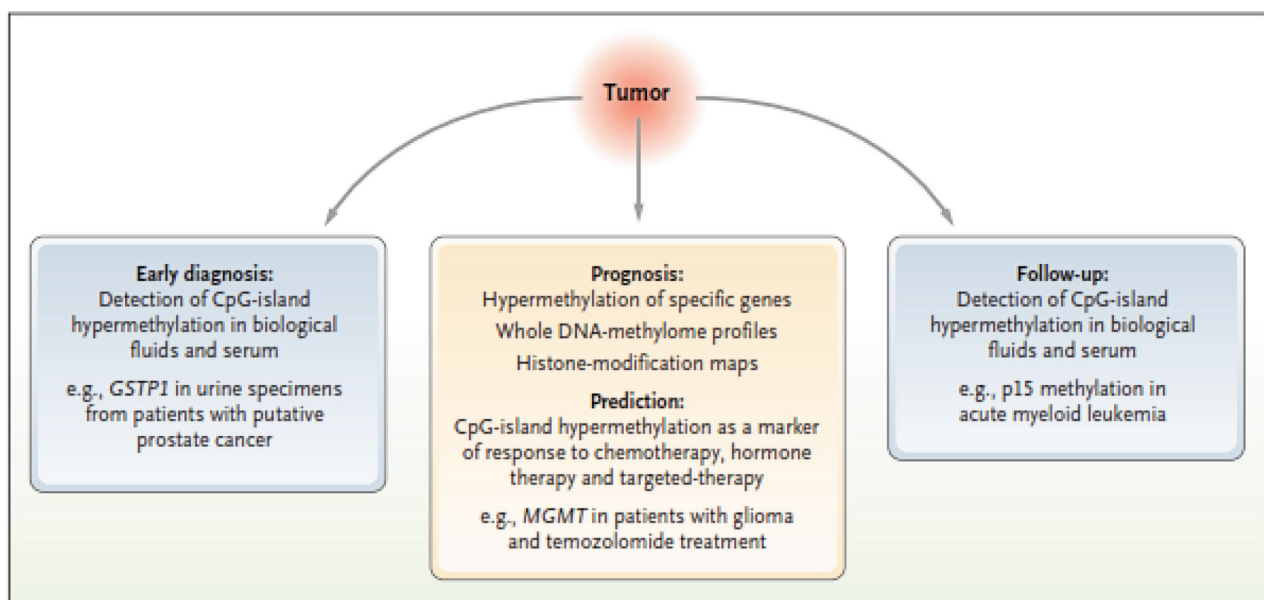 Tumor
Early diagnosis:
Detection of CpG-island
hypermethylation in biological
fluids and serum
e.g., GSTP1 in urine specimens
from patients with putative
prostate cancer
Prognosis:
Hypermethylation of specific genes
Whole DNA-methylome profiles
Histone-modification maps
Prediction:
CpG-island hypermethylation as a marker
of response to chemotherapy, hormone
therapy and targeted-therapy
e.g., MGMT in patients with glioma
and temozolomide treatment
Follow-up:
Detection of CpG-island
hypermethylation in biological
fluids and serum
e.g., p15 methylation in
acute myeloid leukemia